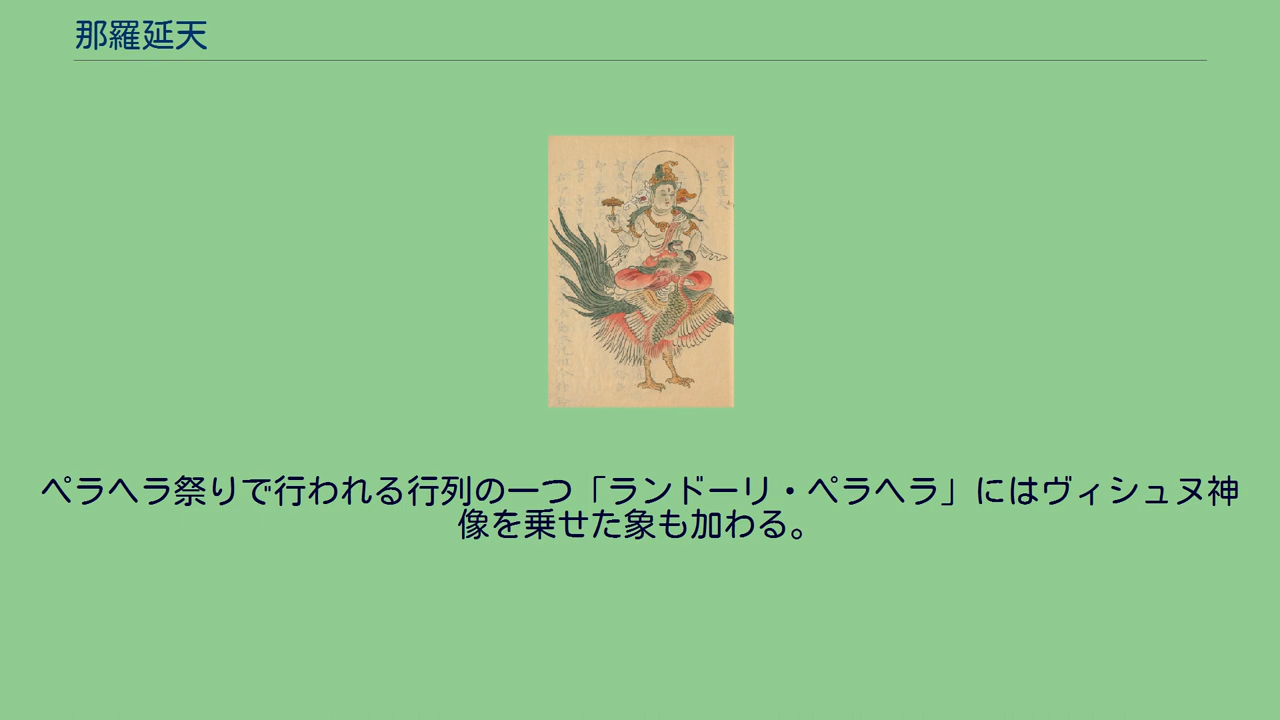 那羅延天
ペラヘラ祭りで行われる行列の一つ「ランドーリ・ペラヘラ」にはヴィシュヌ神
像を乗せた象も加わる。